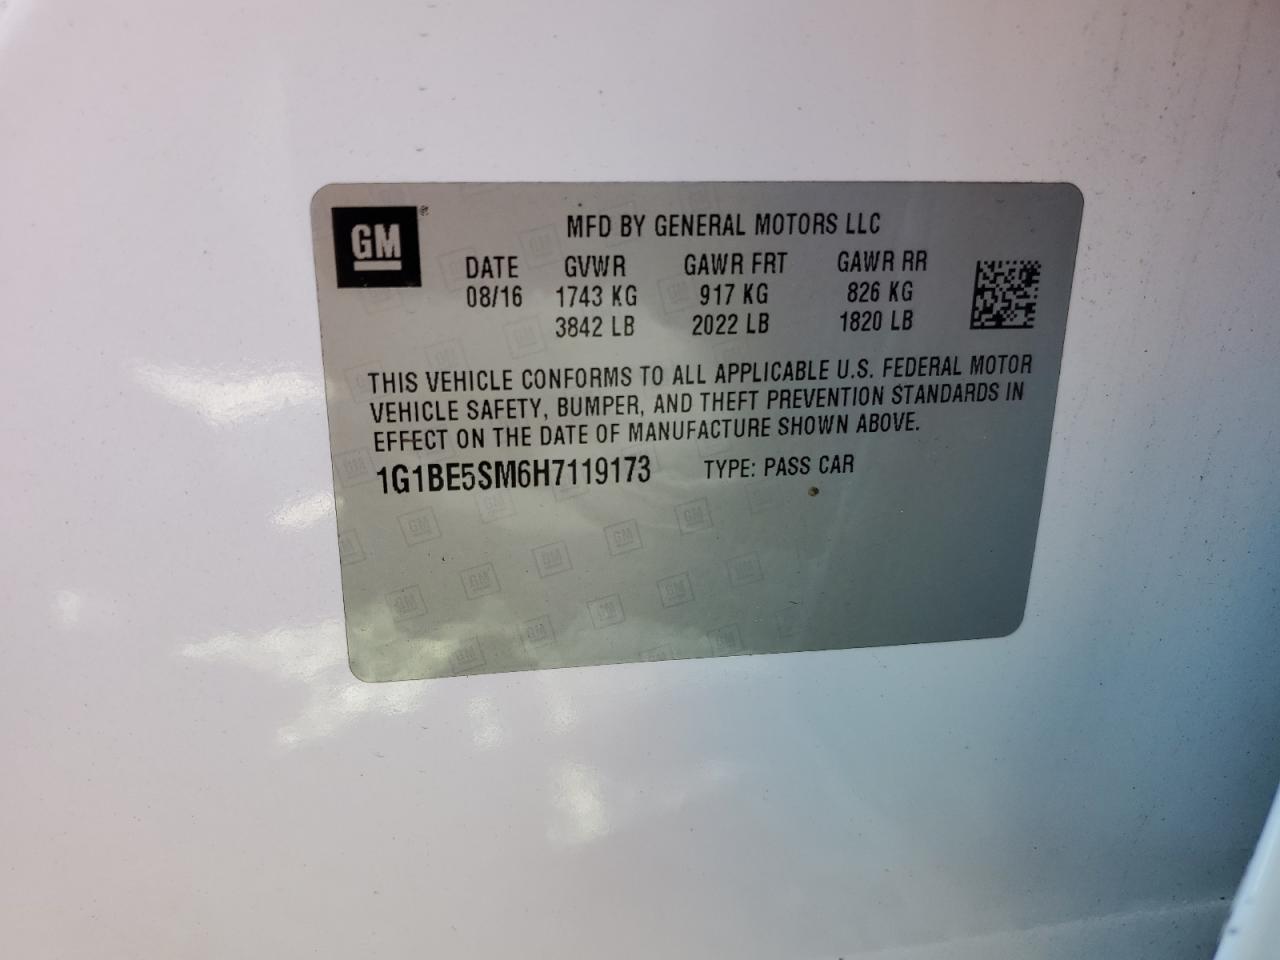 GM®
MFD BY GENERAL MOTORS LLC
DATE GVWR GAWR FRT GAWR RR
08/16 1743 KG 917 KG 826 KG
3842 LB 2022 LB 1820 LB
THIS VEHICLE CONFORMS TO ALL APPLICABLE U.S. FEDERAL MOTOR
VEHICLE SAFETY, BUMPER, AND THEFT PREVENTION STANDARDS IN
EFFECT ON THE DATE OF MANUFACTURE SHOWN ABOVE.
1G1BE5SM6H7119173 TYPE: PASS CAR